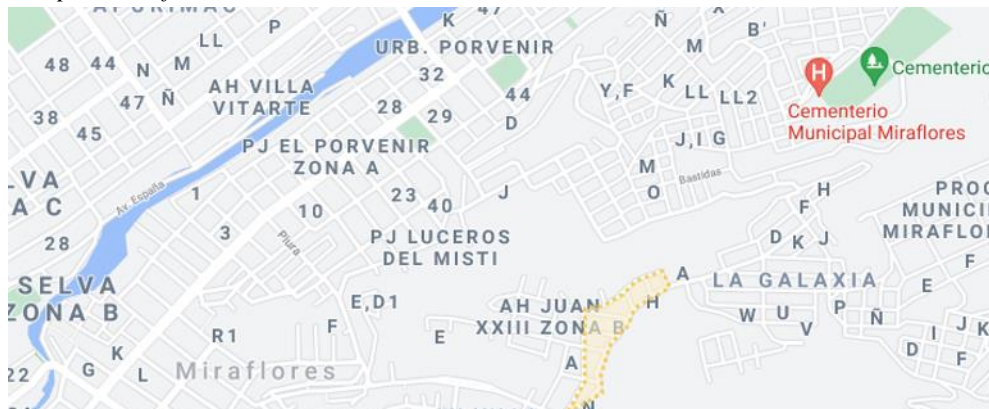 APURIMAC
LL
P
K
47
Ñ
X
B'
URB. PORVENIR
M
48
44
N
M
32
Cementerio
AH VILLA
VITARTE
Y,F
K
LL
LL2
47
Ñ
28
44
Cementerio
Municipal Miraflores
38
45
29
D
PJ EL PORVENIR
ZONA A
J,I
G
M
Bastidas
LVA
A C
Av. España
1
23
40
J
O
H
PROG
MUNICI
MIRAFLO
10
F
28
3
Piura
PJ LUCEROS
DEL MISTI
D
K
J
F
SELVA
ZONA B
A
LA GALAXIA
E
E,D1
AH JUAN
XXIII ZONA B
H
W
U
V
P
Ñ
R1
F
E
I
J
K
K
D
F
22
G
L
Miraflores
A
N